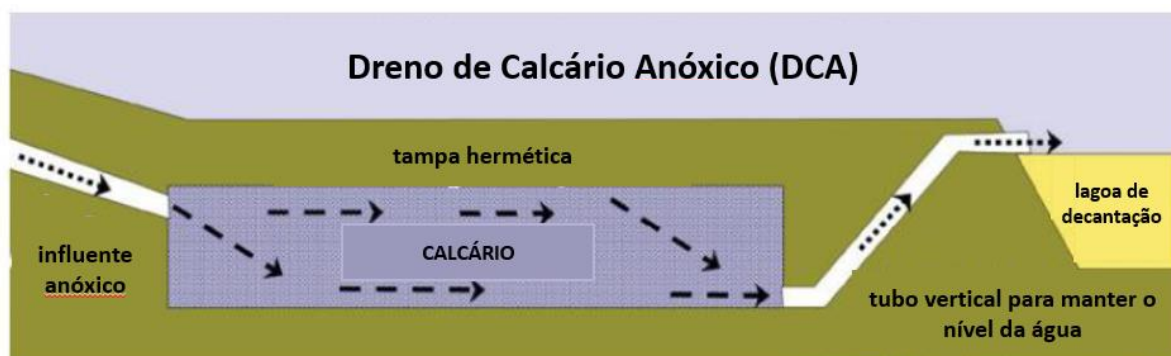 Dreno de Calcário Anóxico (DCA)
tampa hermética
lagoa de
decantação
influente
anóxico
CALCÁRIO
tubo vertical para manter o
nível da água